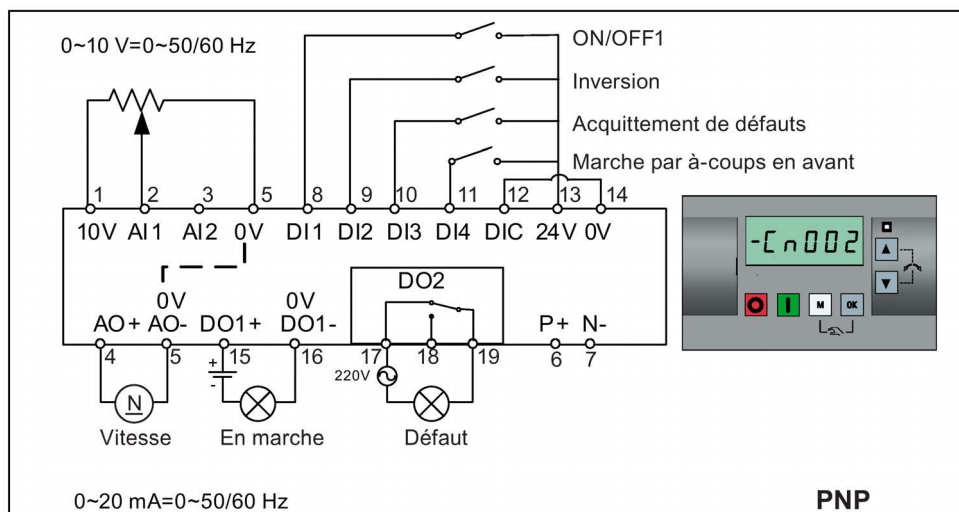 0~10 V=0~50/60 Hz
ON/OFF1
Inversion
Acquittement de défauts
Marche par à-coups en avant
1 2 3 5 8 9 10 11 12 13 14
10V AI1 AI2 0V DI1 DI2 DI3 DI4 DIC 24V 0V
-Cn002
M OK
DO2
0V 0V
AO+ AO- DO1+ DO1- P+ N-
4 5 15 16 17 18 19 6 7
+
-
220V
N
Vitesse En marche Défaut
0~20 mA=0~50/60 Hz
PNP